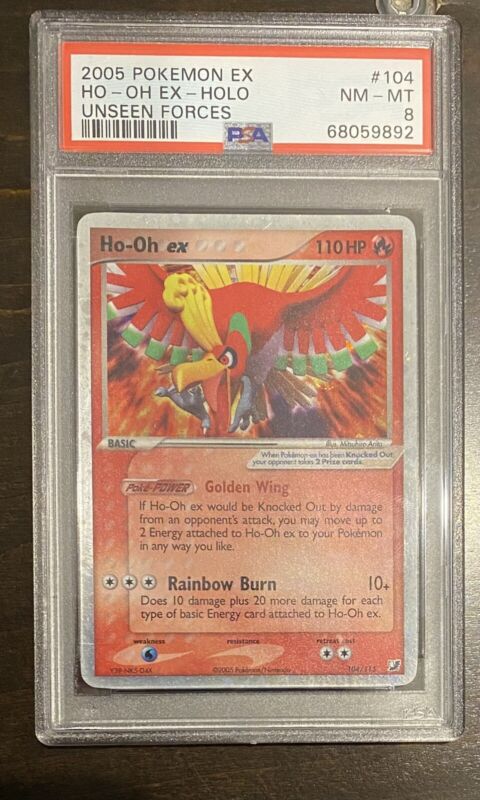 2005 POKEMON EX #104
HO-OH EX-HOLO NM-MT
UNSEEN FORCES 8
PSA 68059892
Ho-Oh ex 110 HP
BASIC
Illus. Mitsuhiro Arita
When Pokémon-ex has been Knocked Out,
your opponent takes 2 Prize cards.
Poké-POWER Golden Wing
If Ho-Oh ex would be Knocked Out by damage
from an opponent's attack, you may move up to
2 Energy attached to Ho-Oh ex to your Pokémon
in any way you like.
Rainbow Burn 10+
Does 10 damage plus 20 more damage for each
type of basic Energy card attached to Ho-Oh ex.
weakness resistance retreat cost
©2005 Pokémon/Nintendo 104/115
PSA